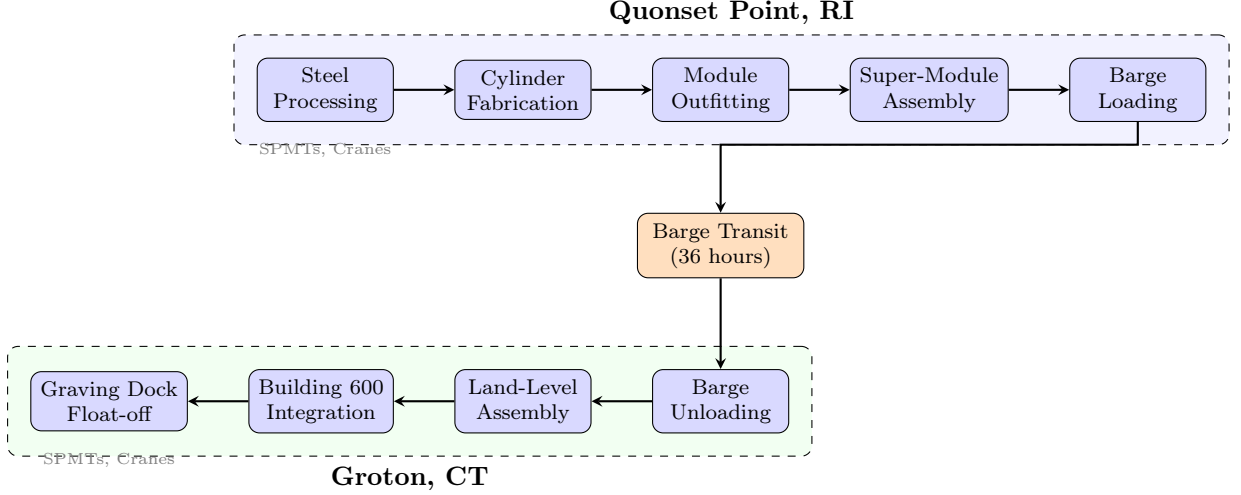 Quonset Point, RI
Steel
Processing
Cylinder
Fabrication
Module
Outfitting
Super-Module
Assembly
Barge
Loading
SPMTs, Cranes
Barge Transit
(36 hours)
Graving Dock
Float-off
Building 600
Integration
Land-Level
Assembly
Barge
Unloading
SPMTs, Cranes
Groton, CT